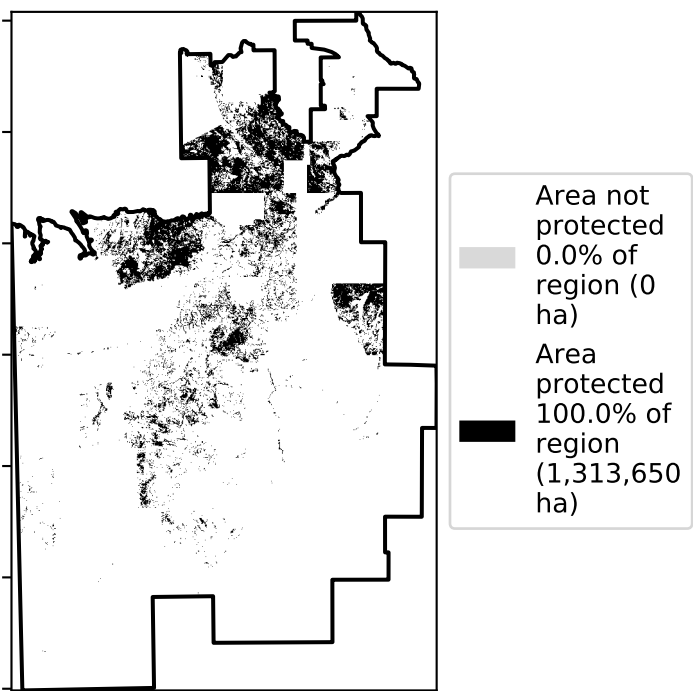 Area not
protected
0.0% of
region (0
ha)
Area
protected
100.0% of
region
(1,313,650
ha)